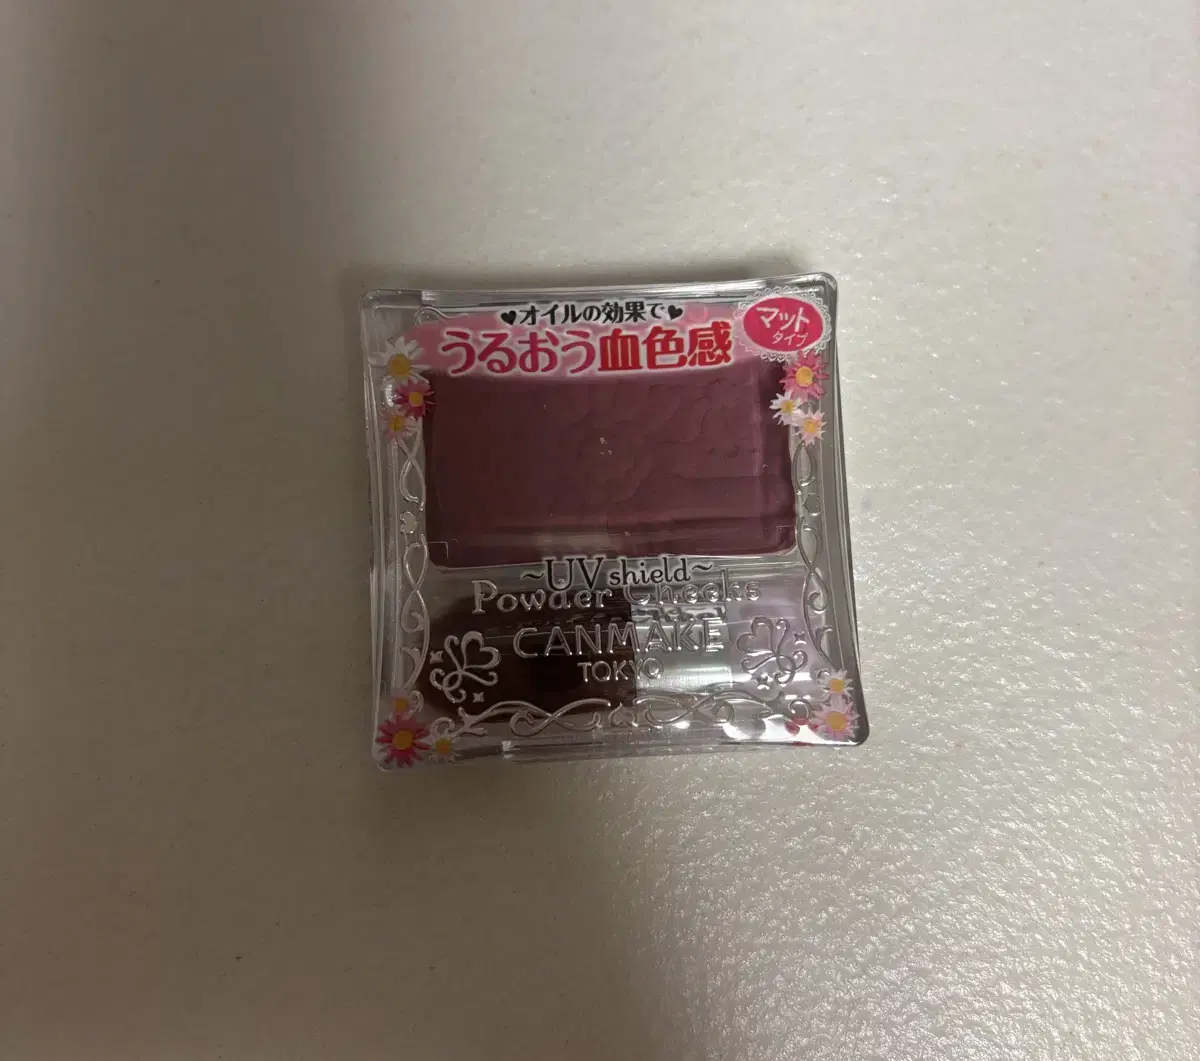 ♥オイルの効果で♥
うるおう血色感
マット
タイプ
~UV shield~
Powder Cheeks
CANMAKE
TOKYO